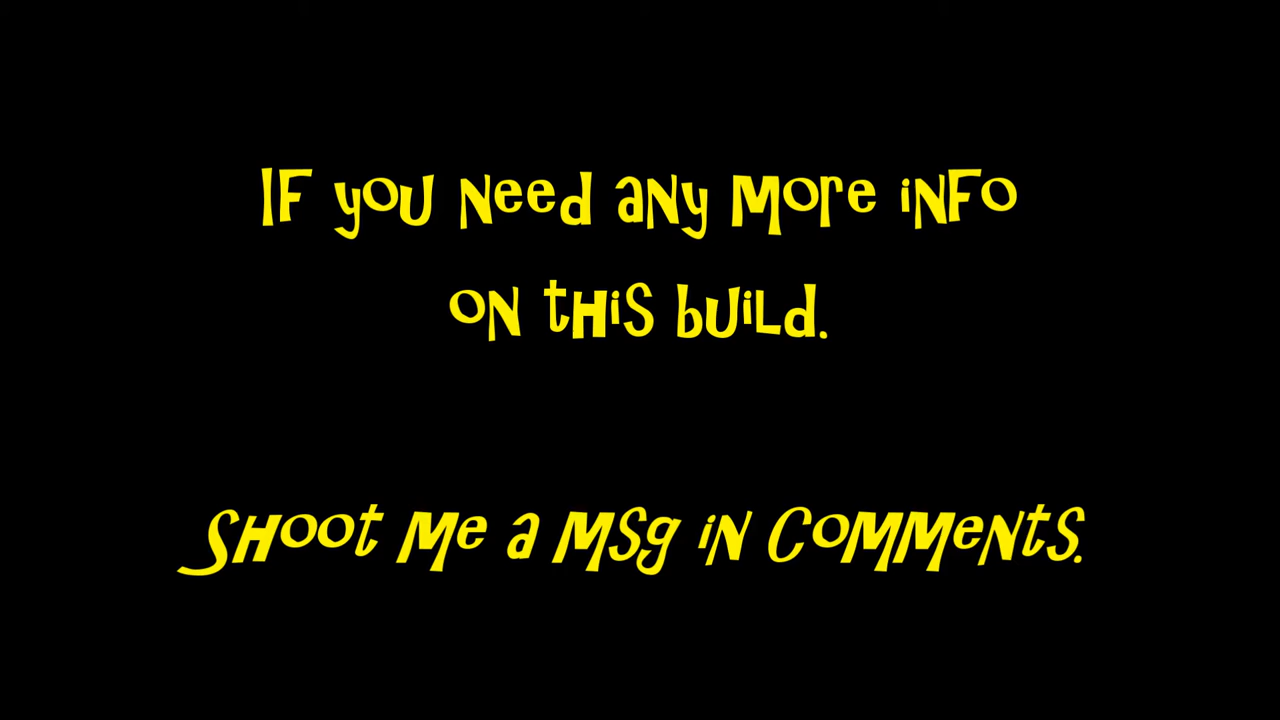 If you need any more info
on this build.
Shoot me a msg in Comments.